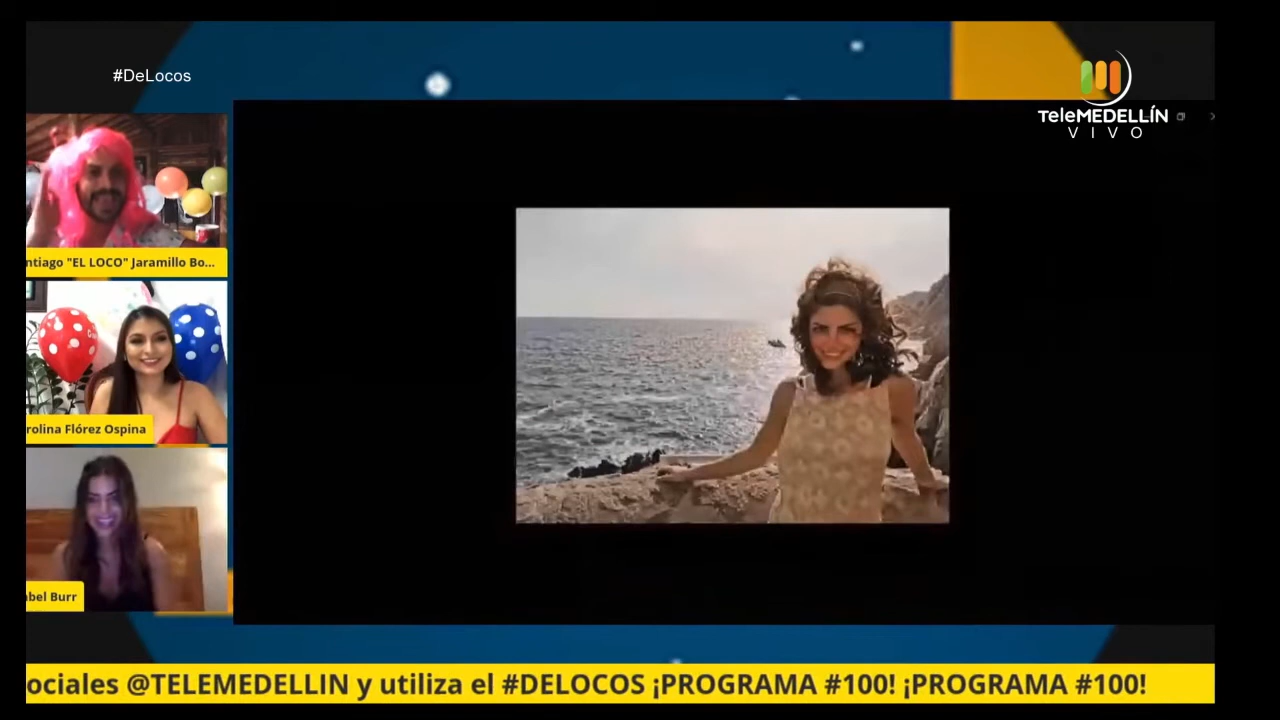 #DeLocos
TeleMEDELLÍN
VIVO
ntiago "EL LOCO" Jaramillo Bo...
rolina Flórez Ospina
bel Burr
ociales @TELEMEDELLIN y utiliza el #DELOCOS ¡PROGRAMA #100! ¡PROGRAMA #100!